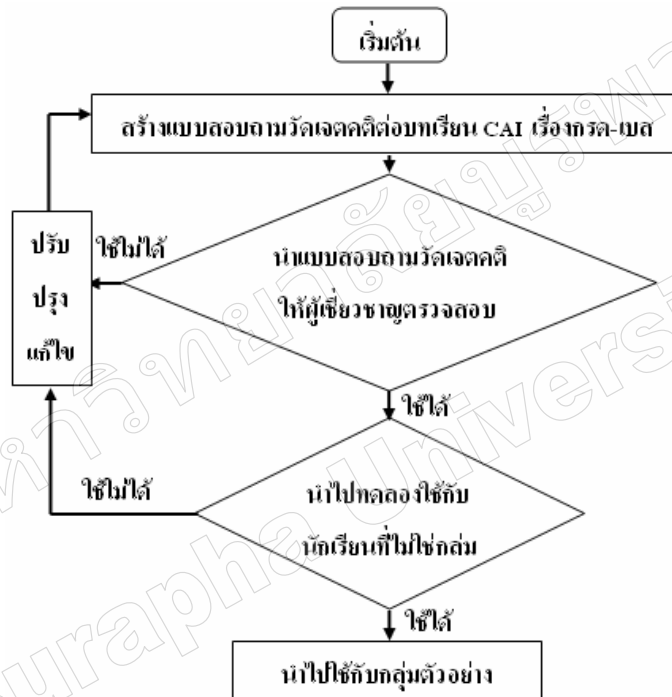 เริ่มต้น
สร้างแบบสอบถามวัดเจตคติต่อบทเรียน CAI เรื่องกรด-เบส
ปรับ
ปรุง
แก้ไข
ใช้ไม่ได้
นำแบบสอบถามวัดเจตคติ
ให้ผู้เชี่ยวชาญตรวจสอบ
ใช้ได้
ใช้ไม่ได้
นำไปทดลองใช้กับ
นักเรียนที่ไม่ใช่กลุ่ม
ใช้ได้
นำไปใช้กับกลุ่มตัวอย่าง